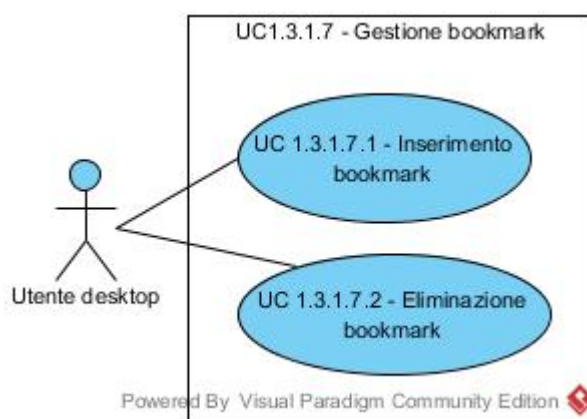 UC1.3.1.7 - Gestione bookmark
UC 1.3.1.7.1 - Inserimento
bookmark
Utente desktop
UC 1.3.1.7.2 - Eliminazione
bookmark
Powered By Visual Paradigm Community Edition